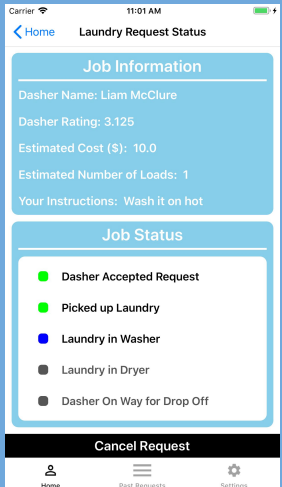 Carrier 11:01 AM
Home Laundry Request Status
Job Information
Dasher Name: Liam McClure
Dasher Rating: 3.125
Estimated Cost ($): 10.0
Estimated Number of Loads: 1
Your Instructions: Wash it on hot
Job Status
Dasher Accepted Request
Picked up Laundry
Laundry in Washer
Laundry in Dryer
Dasher On Way for Drop Off
Cancel Request
Home Past Requests Settings